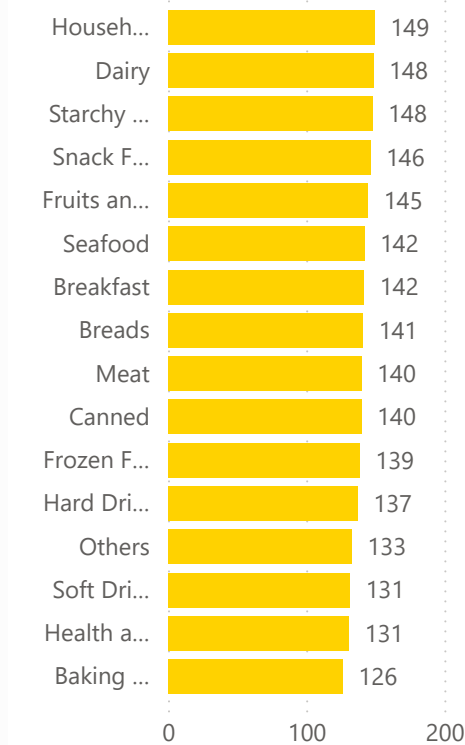 Househ... 149
Dairy 148
Starchy ... 148
Snack F... 146
Fruits an... 145
Seafood 142
Breakfast 142
Breads 141
Meat 140
Canned 140
Frozen F... 139
Hard Dri... 137
Others 133
Soft Dri... 131
Health a... 131
Baking ... 126
0 100 200